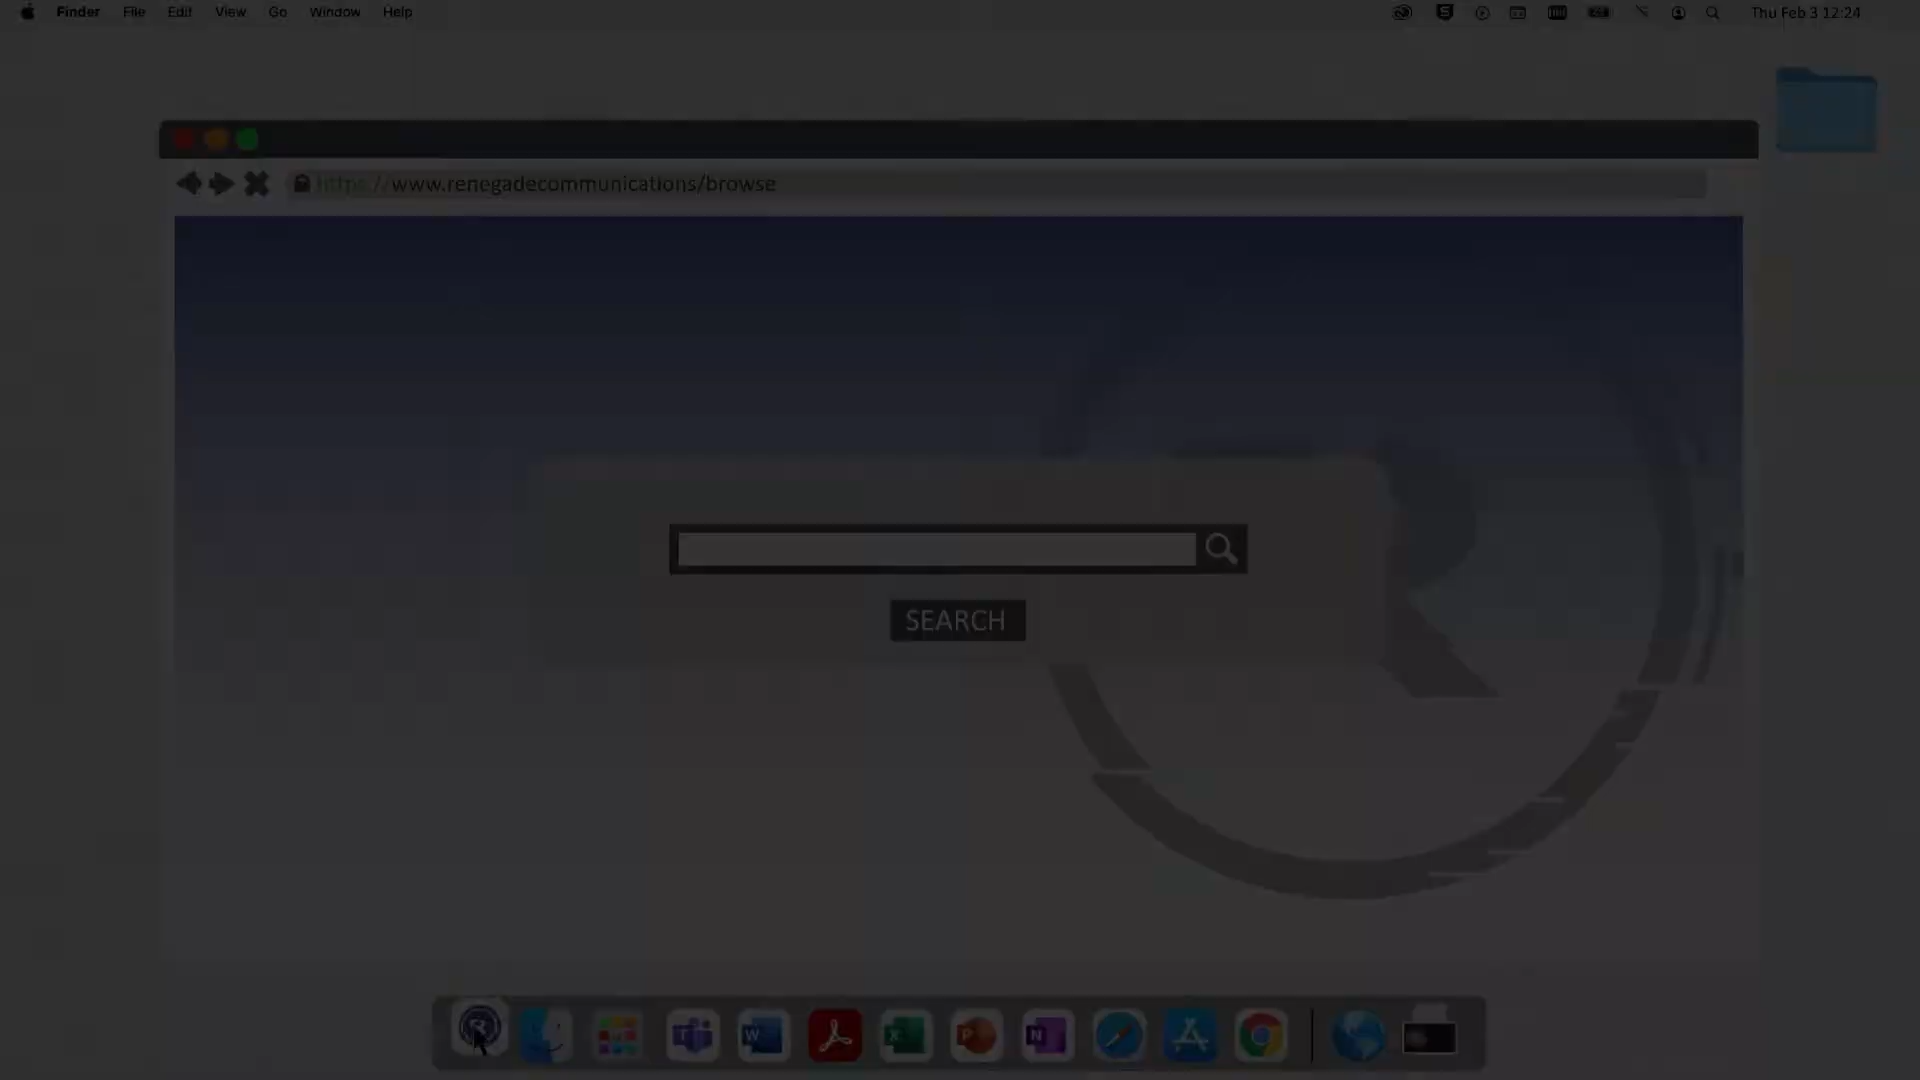 Finder File Edit View Go Window Help
Thu Feb 3 12:24
https://www.renegadecommunications/browse
SEARCH